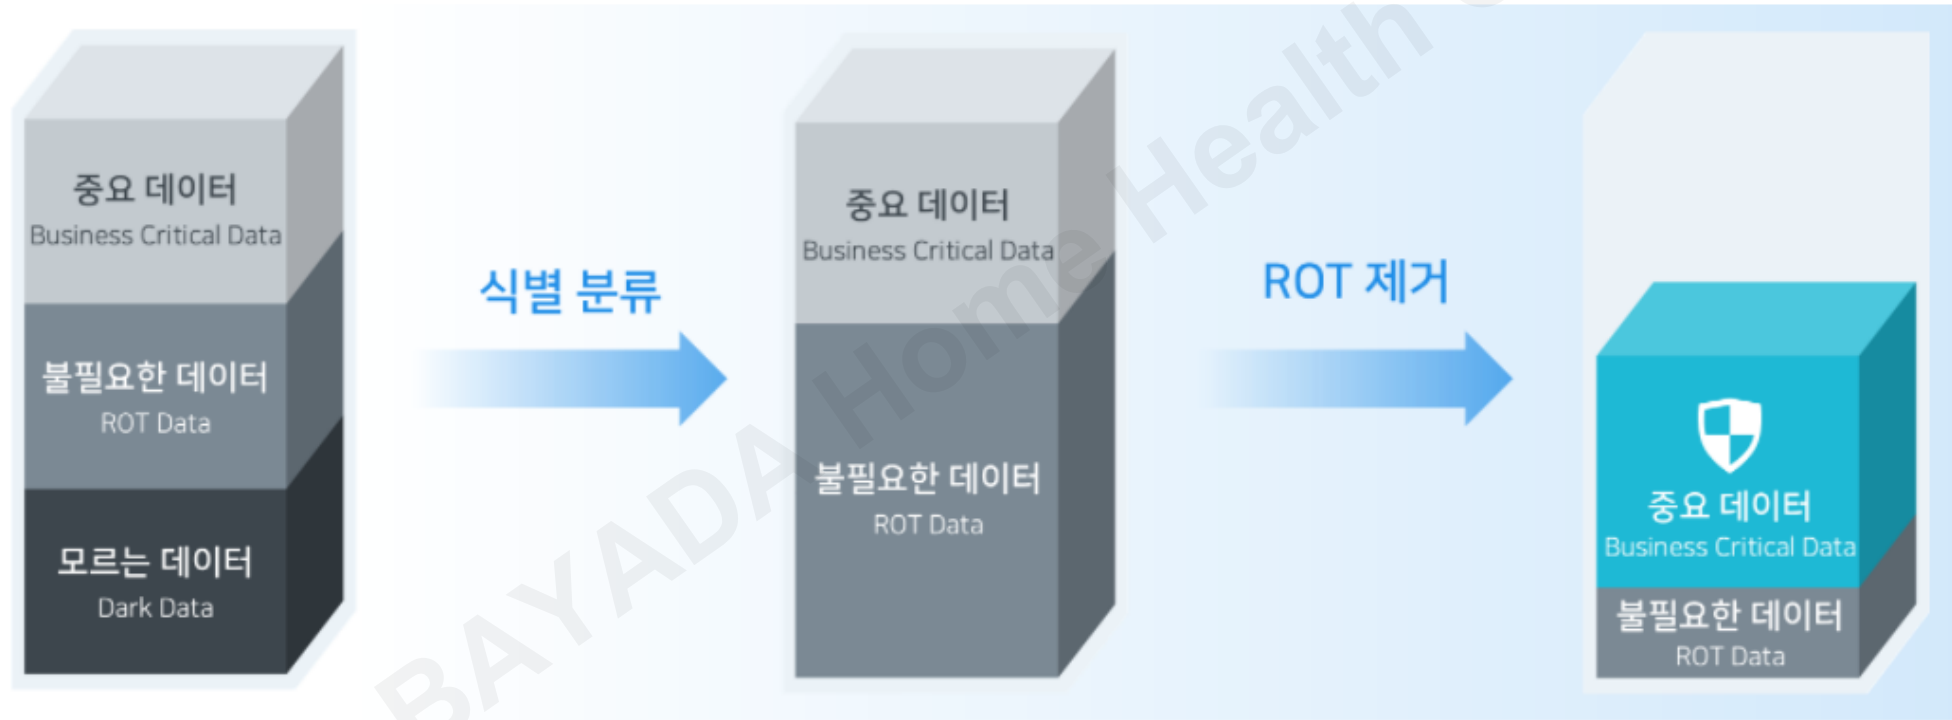 중요 데이터
Business Critical Data
불필요한 데이터
ROT Data
모르는 데이터
Dark Data
식별 분류
중요 데이터
Business Critical Data
불필요한 데이터
ROT Data
ROT 제거
중요 데이터
Business Critical Data
불필요한 데이터
ROT Data
BAYADA Home Health